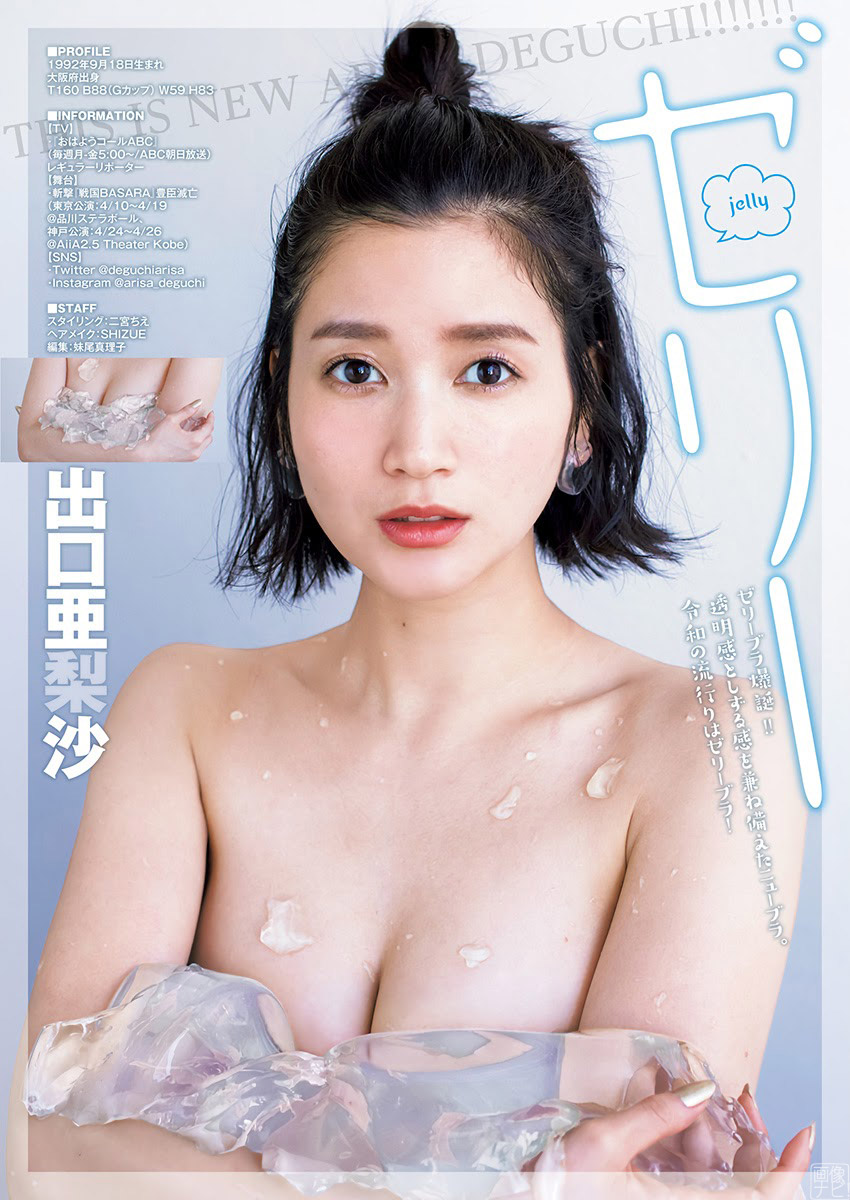 THIS IS NEW ARISA DEGUCHI!!!!!!!
■PROFILE
1992年9月18日生まれ
大阪府出身
T160 B88(Gカップ) W59 H83
■INFORMATION
【TV】
・「おはようコールABC」
(毎週月-金5:00〜/ABC朝日放送)
レギュラーリポーター
【舞台】
・斬撃『戦国BASARA』豊臣滅亡
(東京公演:4/10〜4/19
@品川ステラボール、
神戸公演:4/24〜4/26
@AiiA2.5 Theater Kobe)
【SNS】
・Twitter @deguchiarisa
・Instagram @arisa_deguchi
■STAFF
スタイリング:二宮ちえ
ヘアメイク:SHIZUE
編集:妹尾真理子
ゼリー
jelly
ゼリーブラ爆誕!!
透明感としずる感を兼ね備えたニューブラ。
令和の流行りはゼリーブラ!
出口亜梨沙